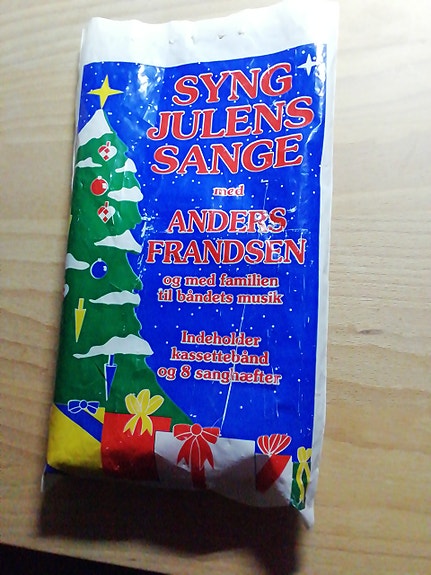 SYNG
JULENS
SANGE
med
ANDERS
FRANDSEN
og med familien
til båndets musik
Indeholder
kassettebånd
og 8 sanghæfter